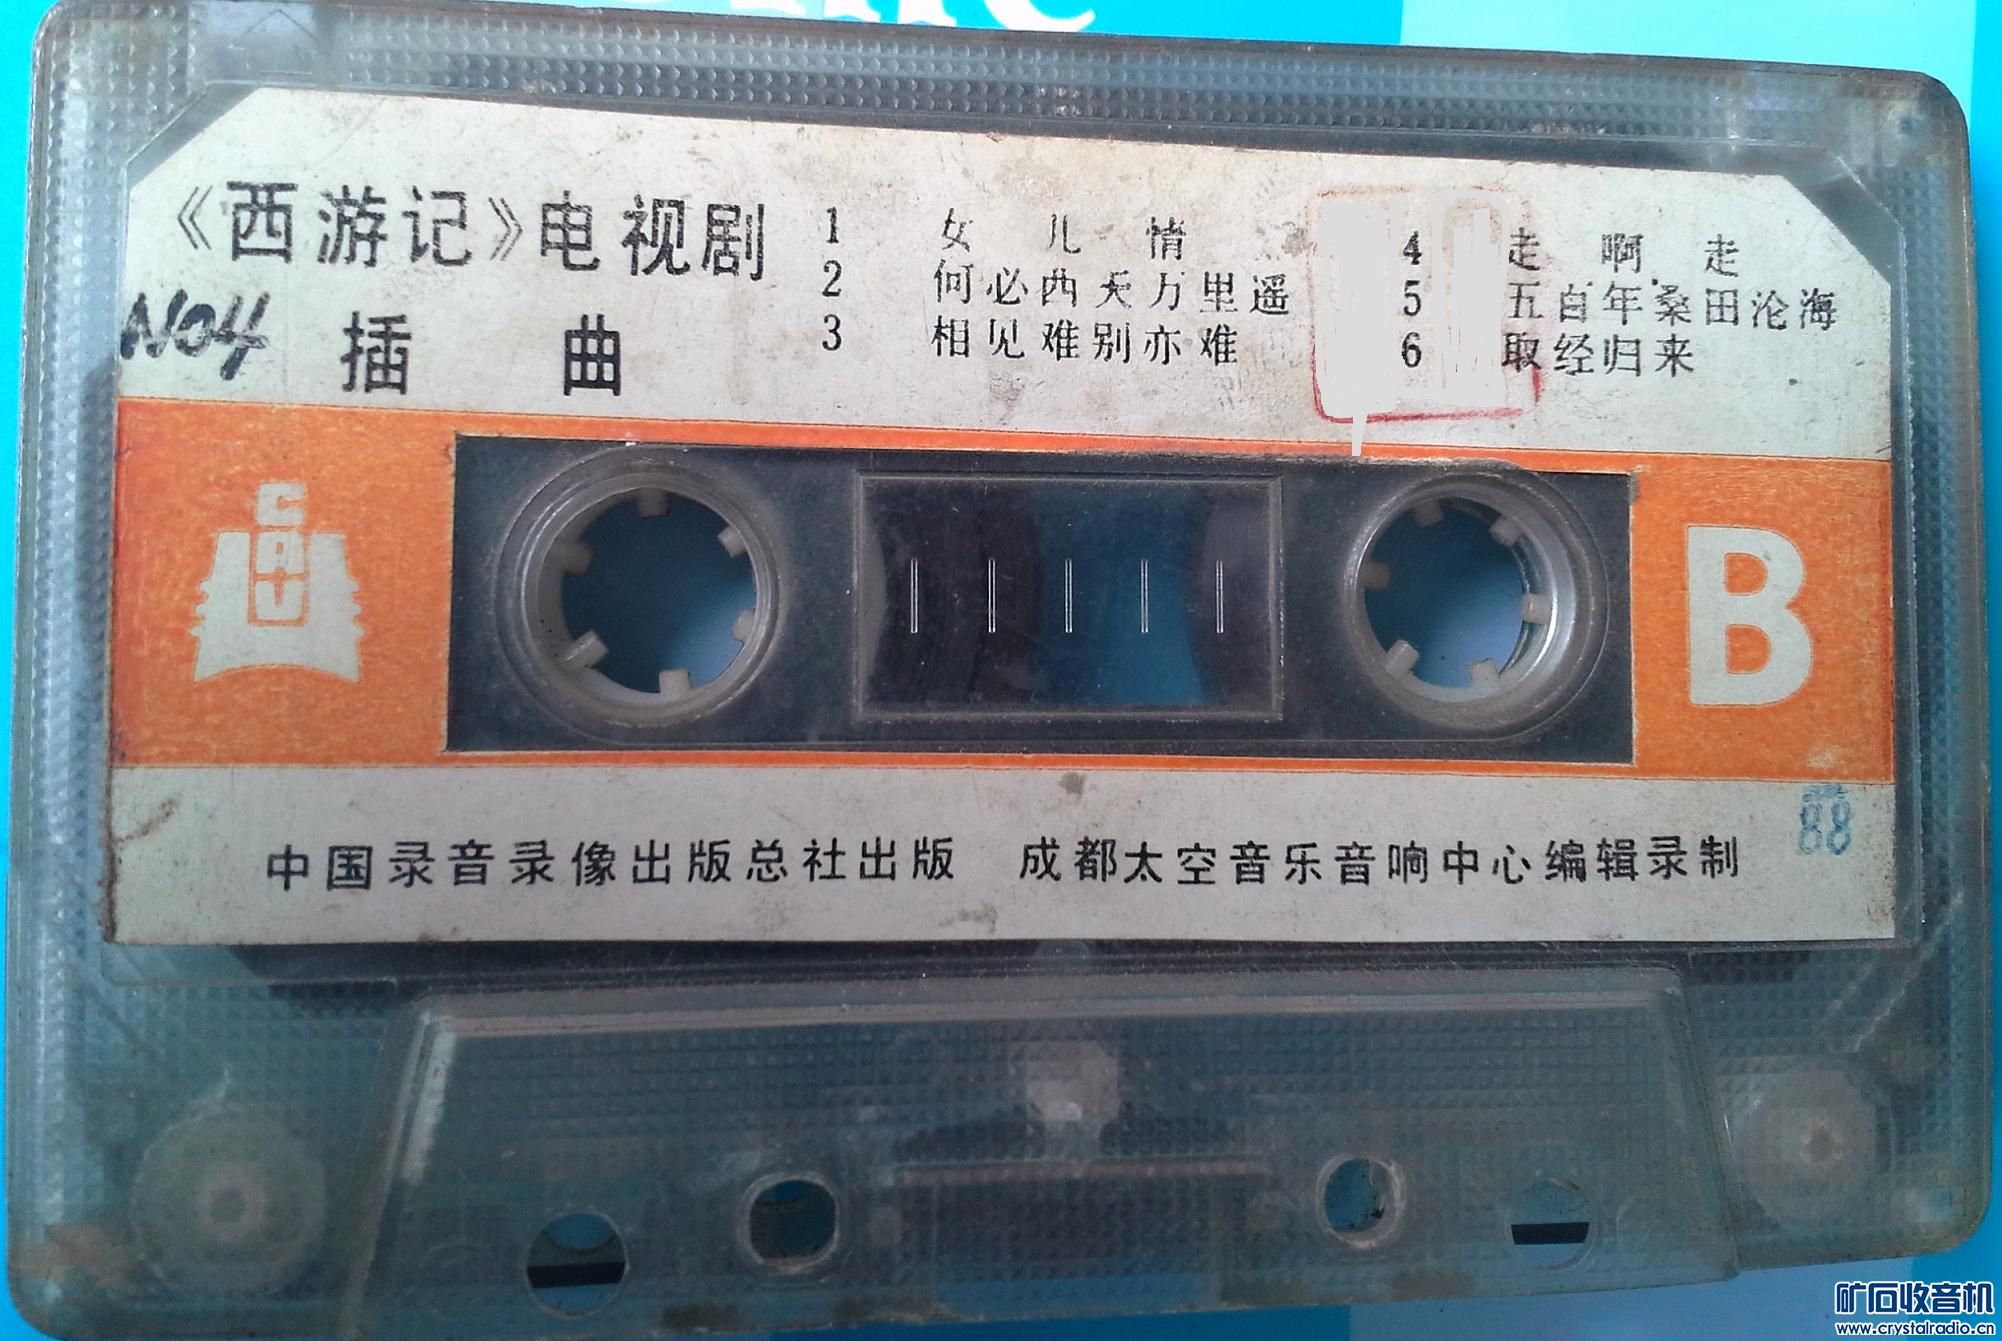 《西游记》电视剧
No4 插曲
1 女儿情
2 何必西天万里遥
3 相见难别亦难
4 走啊走
5 五百年桑田沧海
6 取经归来
CAV
B
88
中国录音录像出版总社出版 成都太空音乐音响中心编辑录制
矿石收音机
www.crystalradio.cn